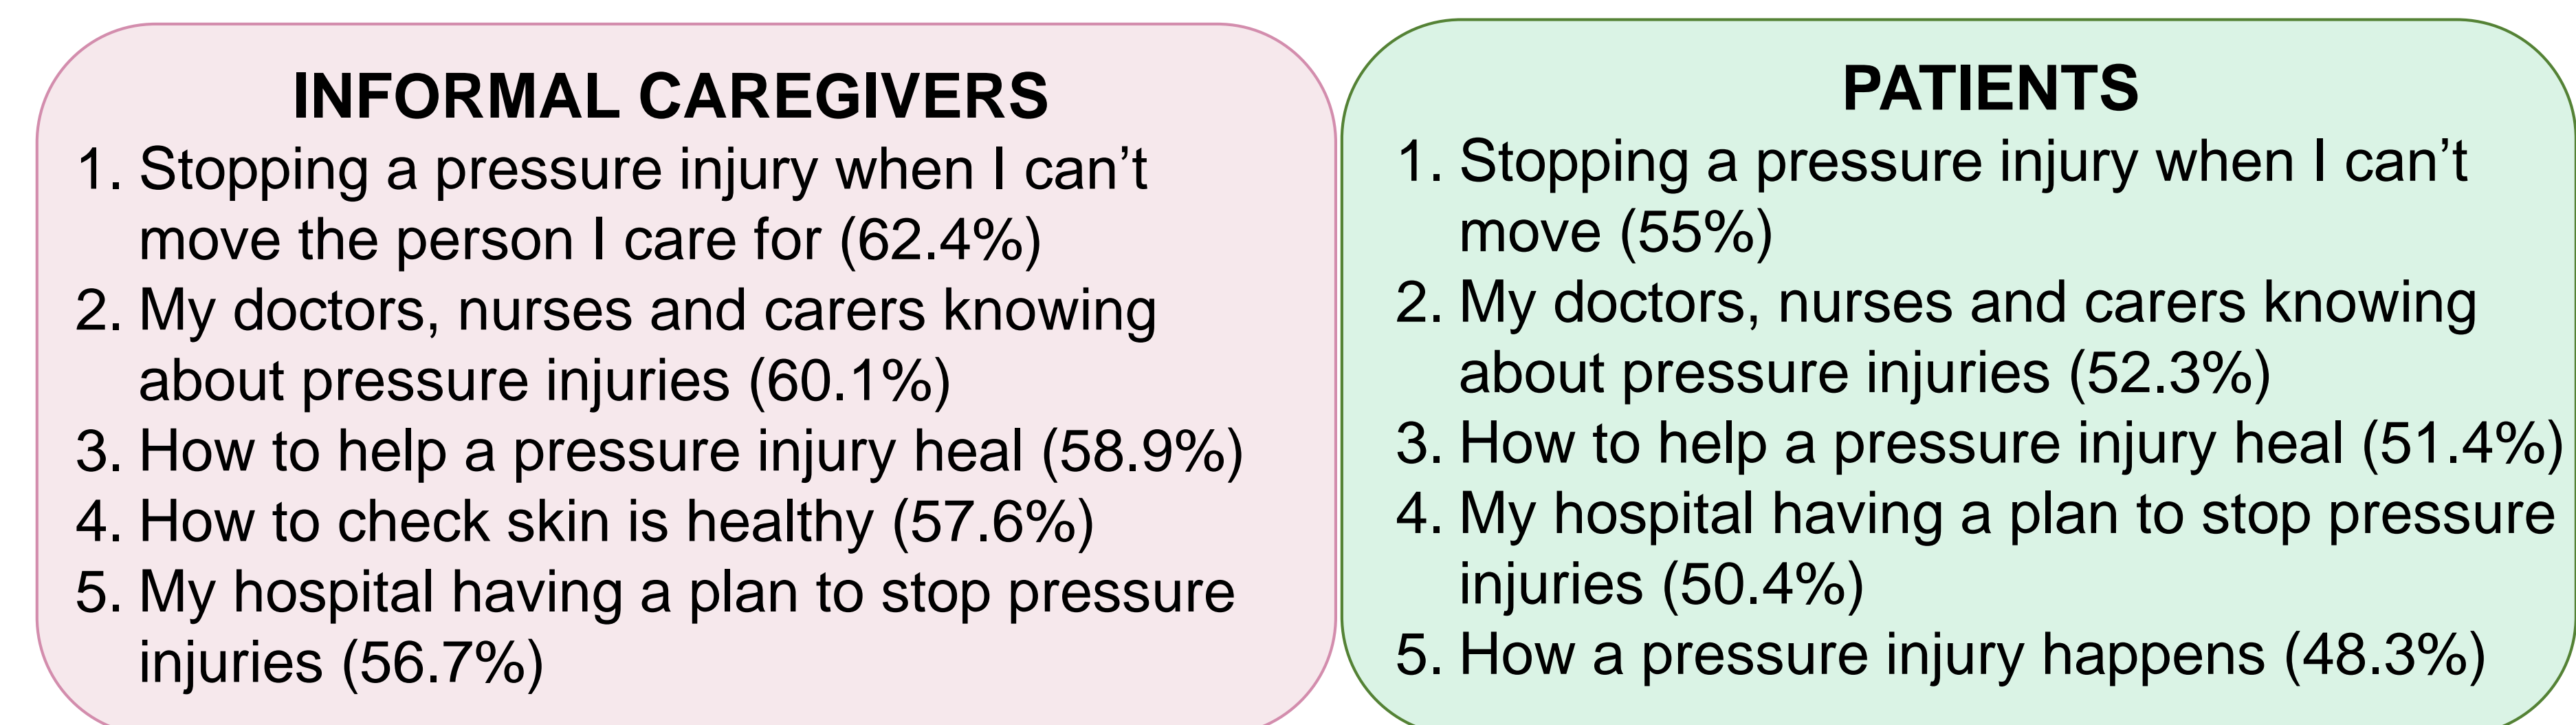 INFORMAL CAREGIVERS
1. Stopping a pressure injury when I can’t
move the person I care for (62.4%)
2. My doctors, nurses and carers knowing
about pressure injuries (60.1%)
3. How to help a pressure injury heal (58.9%)
4. How to check skin is healthy (57.6%)
5. My hospital having a plan to stop pressure
injuries (56.7%)
PATIENTS
1. Stopping a pressure injury when I can’t
move (55%)
2. My doctors, nurses and carers knowing
about pressure injuries (52.3%)
3. How to help a pressure injury heal (51.4%)
4. My hospital having a plan to stop pressure
injuries (50.4%)
5. How a pressure injury happens (48.3%)